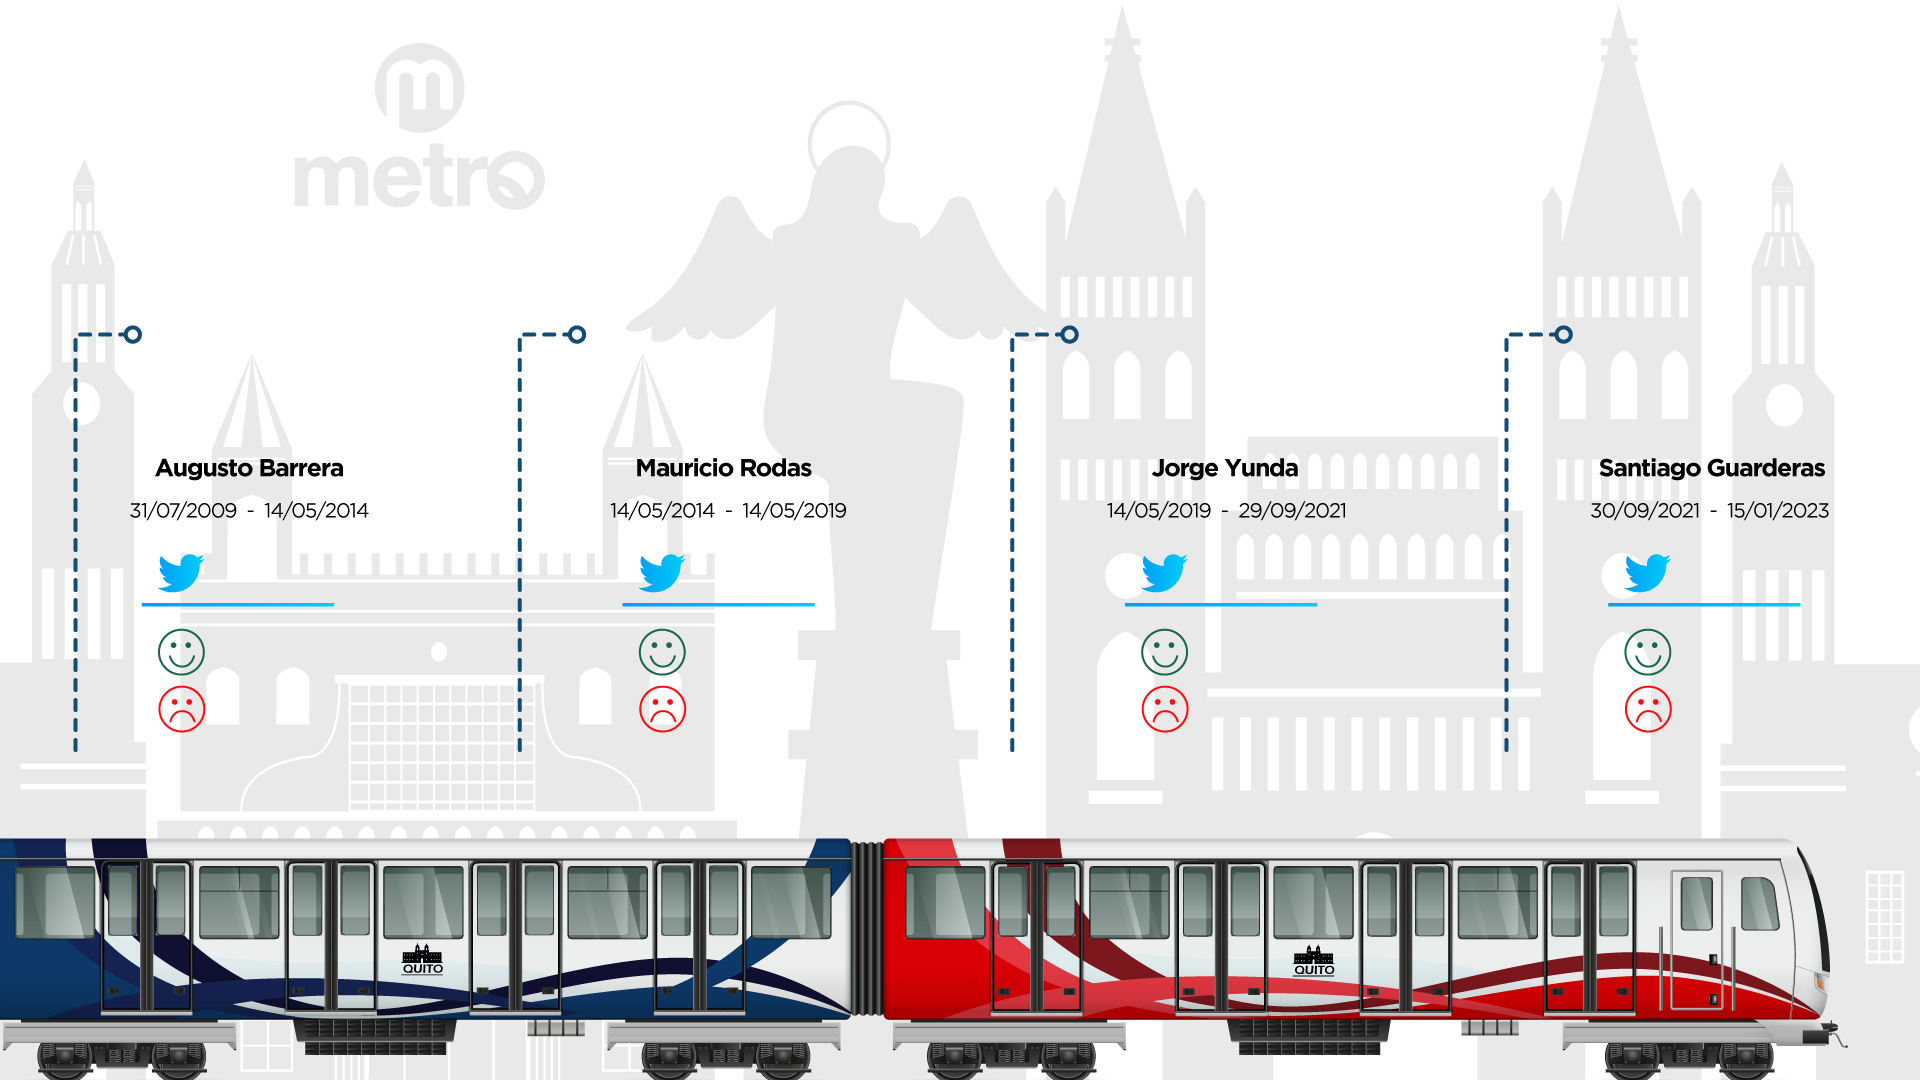 metro
Augusto Barrera
31/07/2009 - 14/05/2014
Mauricio Rodas
14/05/2014 - 14/05/2019
Jorge Yunda
14/05/2019 - 29/09/2021
Santiago Guarderas
30/09/2021 - 15/01/2023
QUITO
QUITO